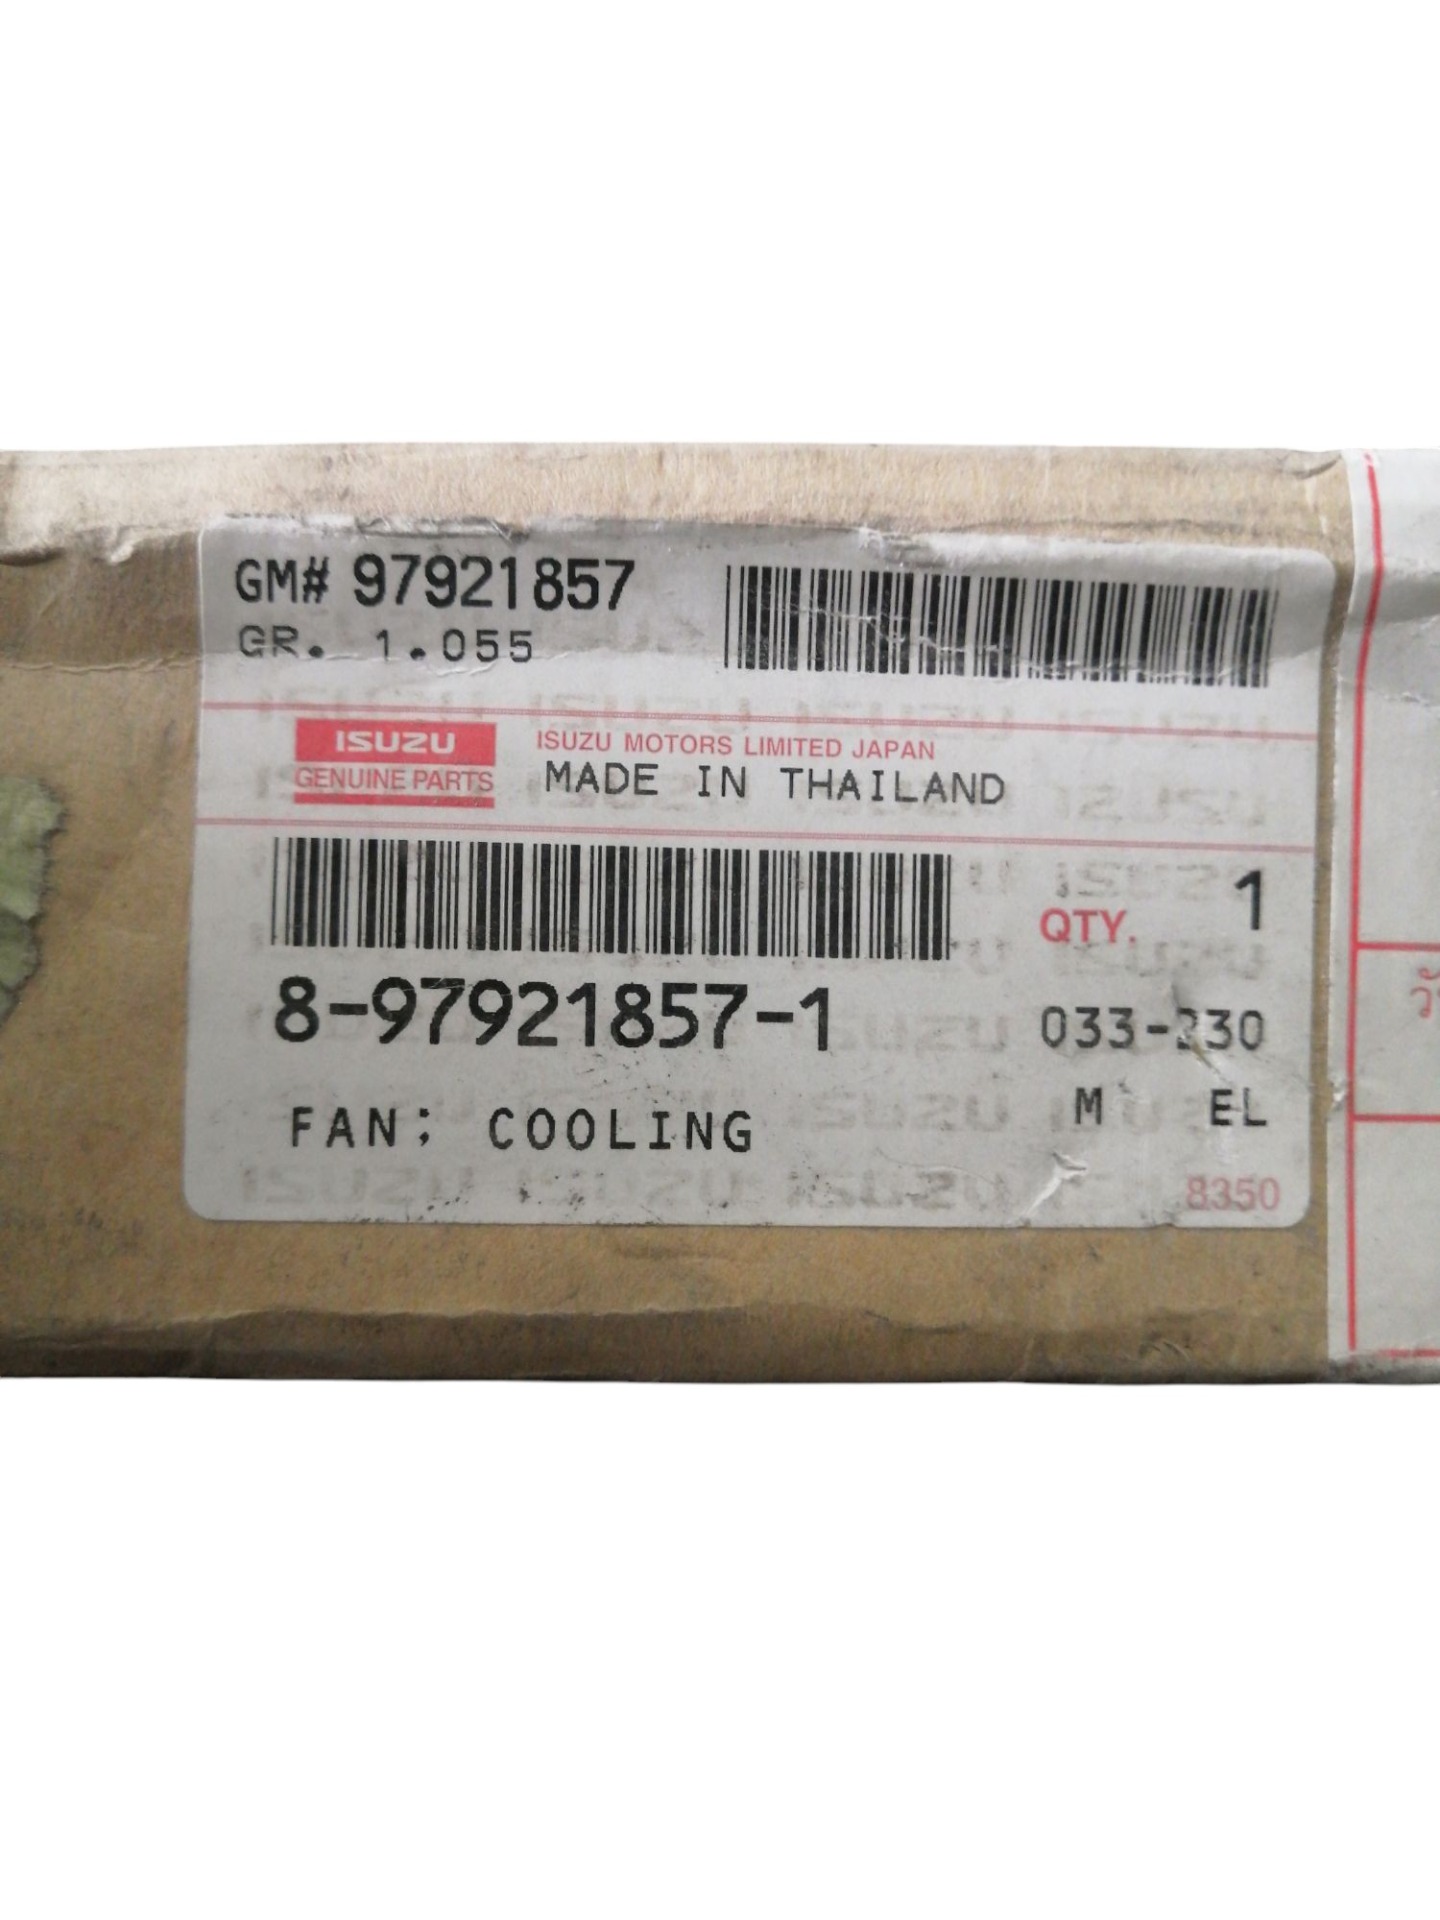 GM# 97921857
GR. 1.055
ISUZU
GENUINE PARTS
ISUZU MOTORS LIMITED JAPAN
MADE IN THAILAND
QTY. 1
8-97921857-1
033-230
FAN; COOLING
M EL
8350